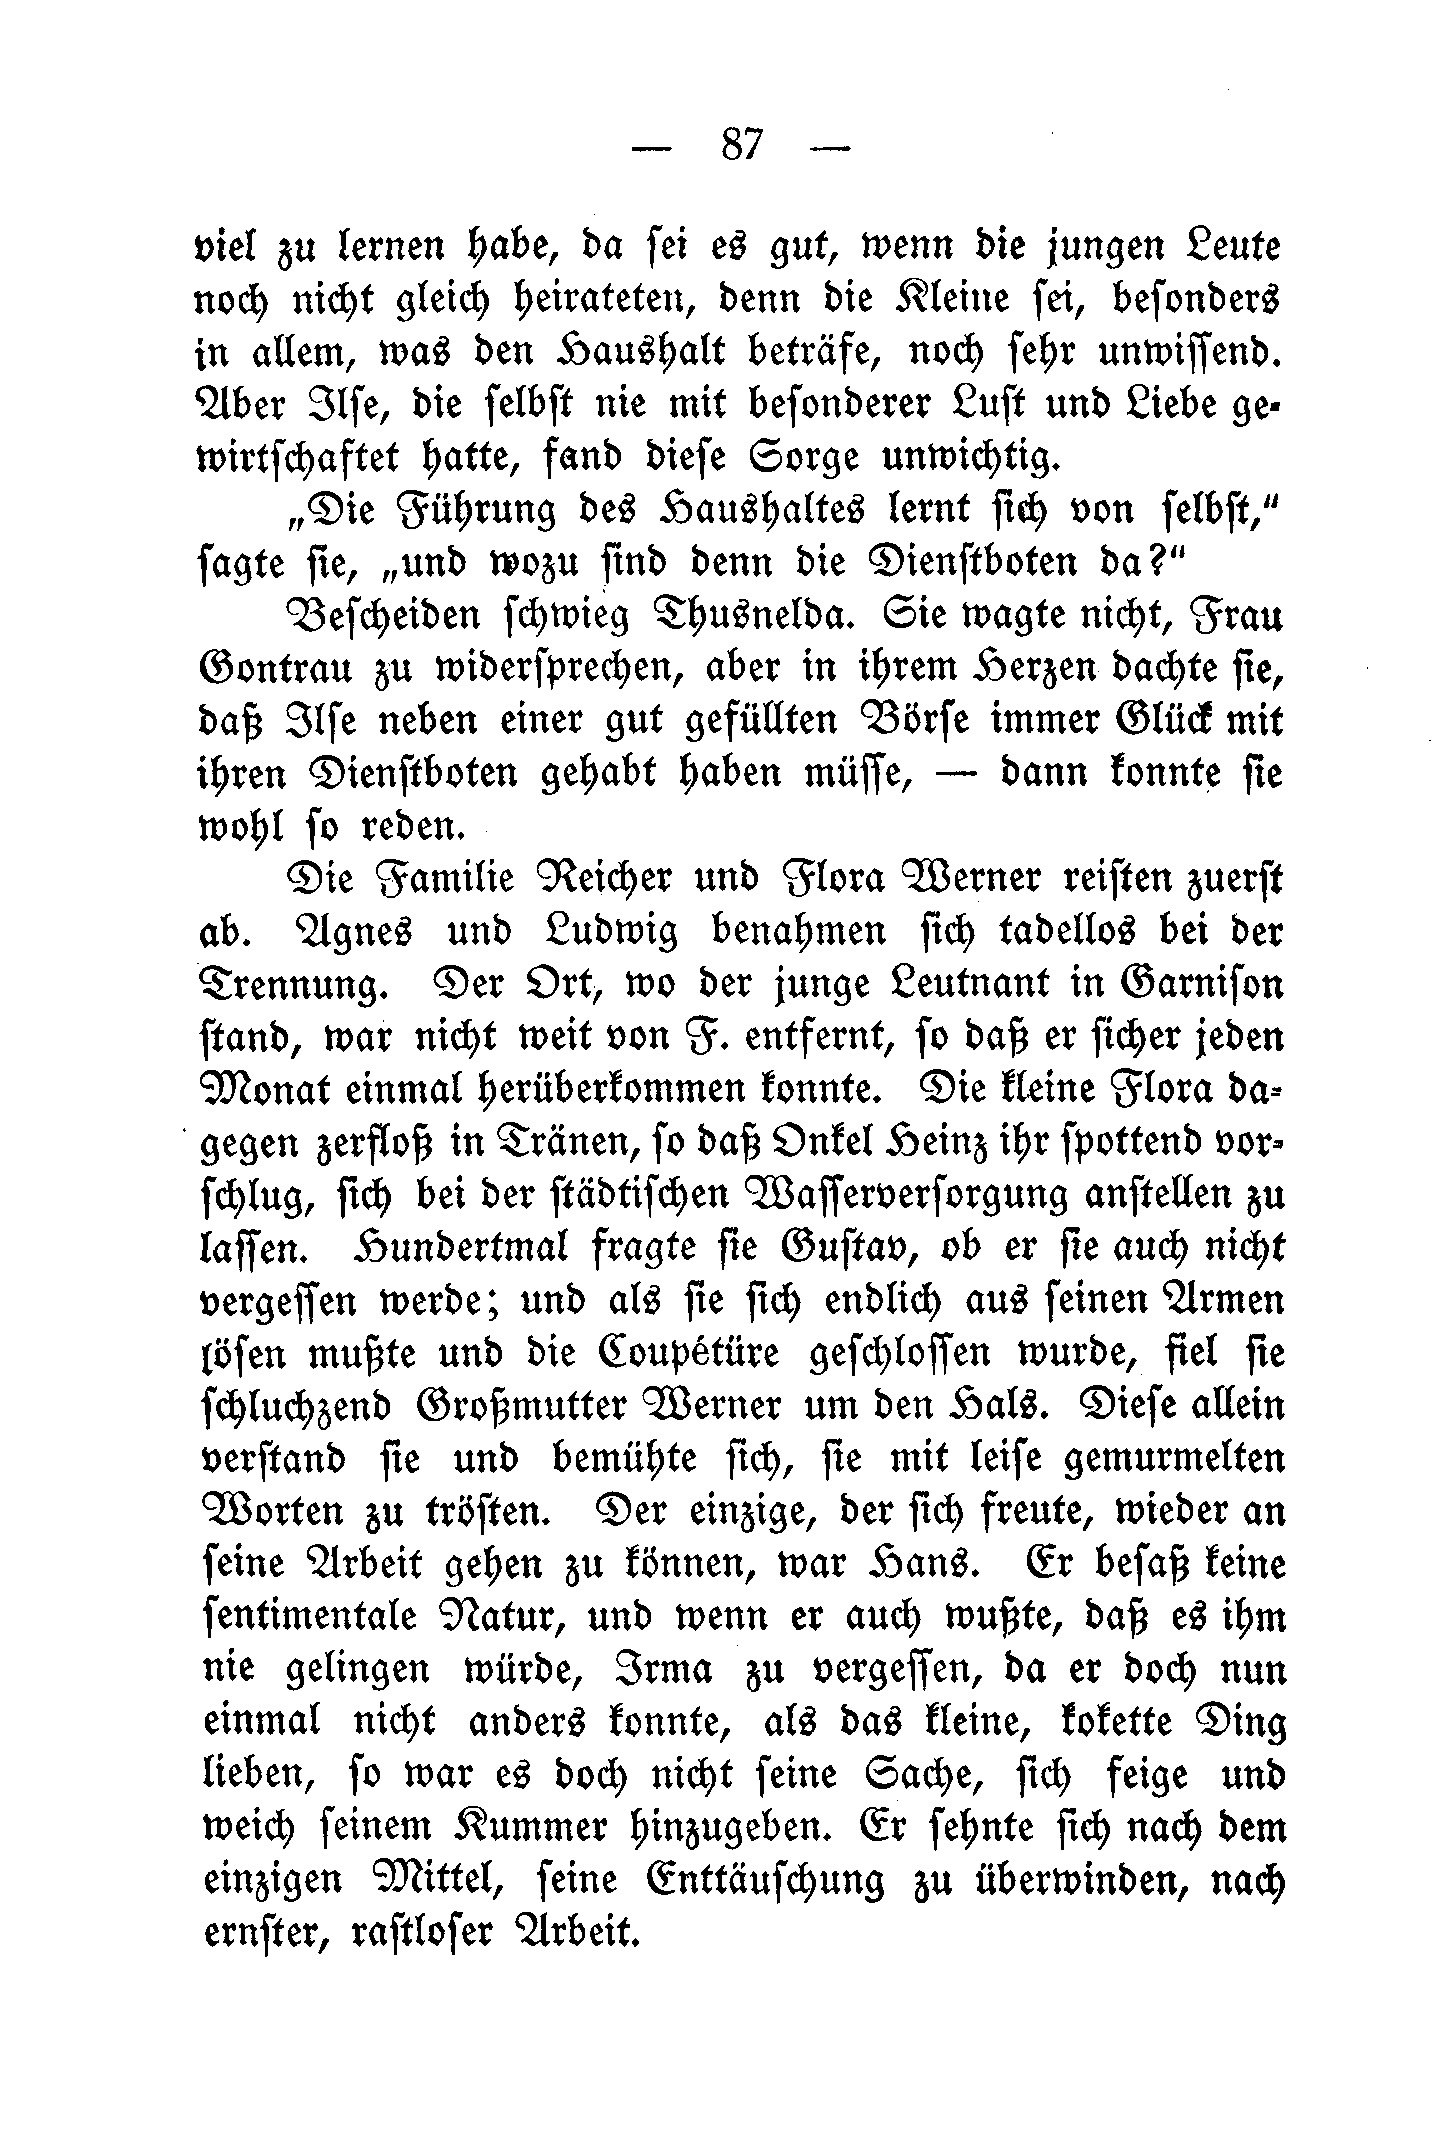 — 87 —
viel zu lernen habe, da sei es gut, wenn die jungen Leute
noch nicht gleich heirateten, denn die Kleine sei, besonders
in allem, was den Haushalt beträfe, noch sehr unwissend.
Aber Ilse, die selbst nie mit besonderer Lust und Liebe ge-
wirtschaftet hatte, fand diese Sorge unwichtig.
„Die Führung des Haushaltes lernt sich von selbst,“
sagte sie, „und wozu sind denn die Dienstboten da?“
Bescheiden schwieg Thusnelda. Sie wagte nicht, Frau
Gontrau zu widersprechen, aber in ihrem Herzen dachte sie,
daß Ilse neben einer gut gefüllten Börse immer Glück mit
ihren Dienstboten gehabt haben müsse, — dann konnte sie
wohl so reden.
Die Familie Reicher und Flora Werner reisten zuerst
ab. Agnes und Ludwig benahmen sich tadellos bei der
Trennung. Der Ort, wo der junge Leutnant in Garnison
stand, war nicht weit von F. entfernt, so daß er sicher jeden
Monat einmal herüberkommen konnte. Die kleine Flora da-
gegen zerfloß in Tränen, so daß Onkel Heinz ihr spottend vor-
schlug, sich bei der städtischen Wasserversorgung anstellen zu
lassen. Hundertmal fragte sie Gustav, ob er sie auch nicht
vergessen werde; und als sie sich endlich aus seinen Armen
lösen mußte und die Coupétüre geschlossen wurde, fiel sie
schluchzend Großmutter Werner um den Hals. Diese allein
verstand sie und bemühte sich, sie mit leise gemurmelten
Worten zu trösten. Der einzige, der sich freute, wieder an
seine Arbeit gehen zu können, war Hans. Er besaß keine
sentimentale Natur, und wenn er auch wußte, daß es ihm
nie gelingen würde, Irma zu vergessen, da er doch nun
einmal nicht anders konnte, als das kleine, kokette Ding
lieben, so war es doch nicht seine Sache, sich feige und
weich seinem Kummer hinzugeben. Er sehnte sich nach dem
einzigen Mittel, seine Enttäuschung zu überwinden, nach
ernster, rastloser Arbeit.